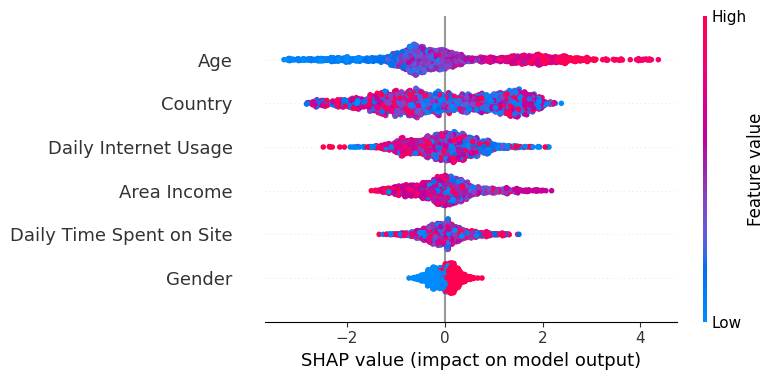 High
Age
Country
Daily Internet Usage
Area Income
Daily Time Spent on Site
Gender
Feature value
Low
−2 0 2 4
SHAP value (impact on model output)